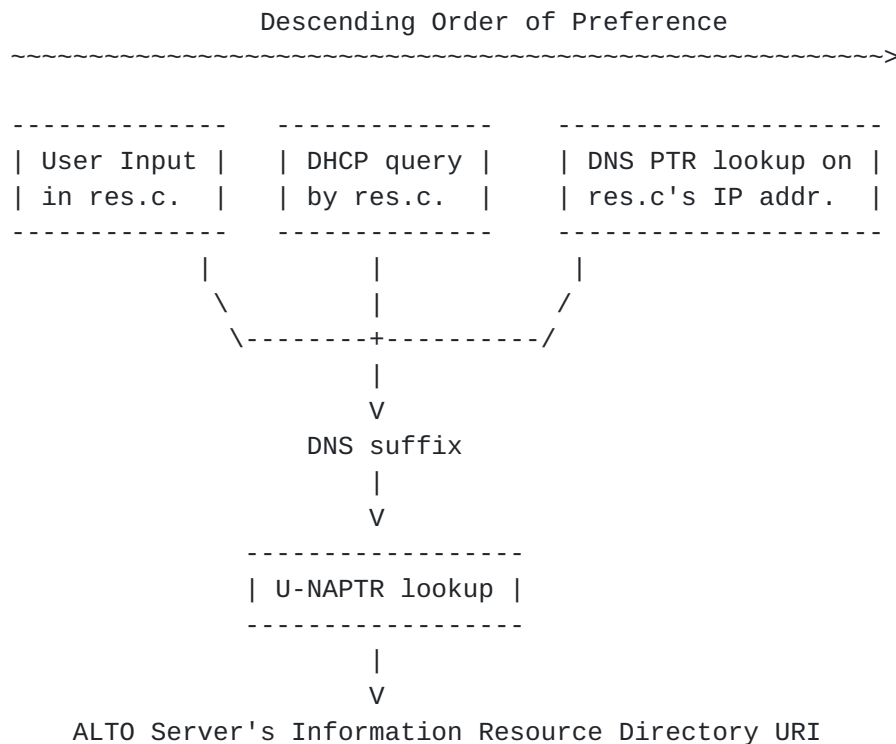 Descending Order of Preference
~~~~~~~~~~~~~~~~~~~~~~~~~~~~~~~~~~~~~~~~~~~~~~~~~~~~~~~~>
--------------   --------------    ---------------------
| User Input |   | DHCP query |    | DNS PTR lookup on |
| in res.c.  |   | by res.c.  |    | res.c's IP addr.  |
--------------   --------------    ---------------------
            |          |            |
             \         |           /
              \--------+----------/
                       |
                       V
                   DNS suffix
                       |
                       V
               ------------------
               | U-NAPTR lookup |
               ------------------
                       |
                       V
    ALTO Server's Information Resource Directory URI